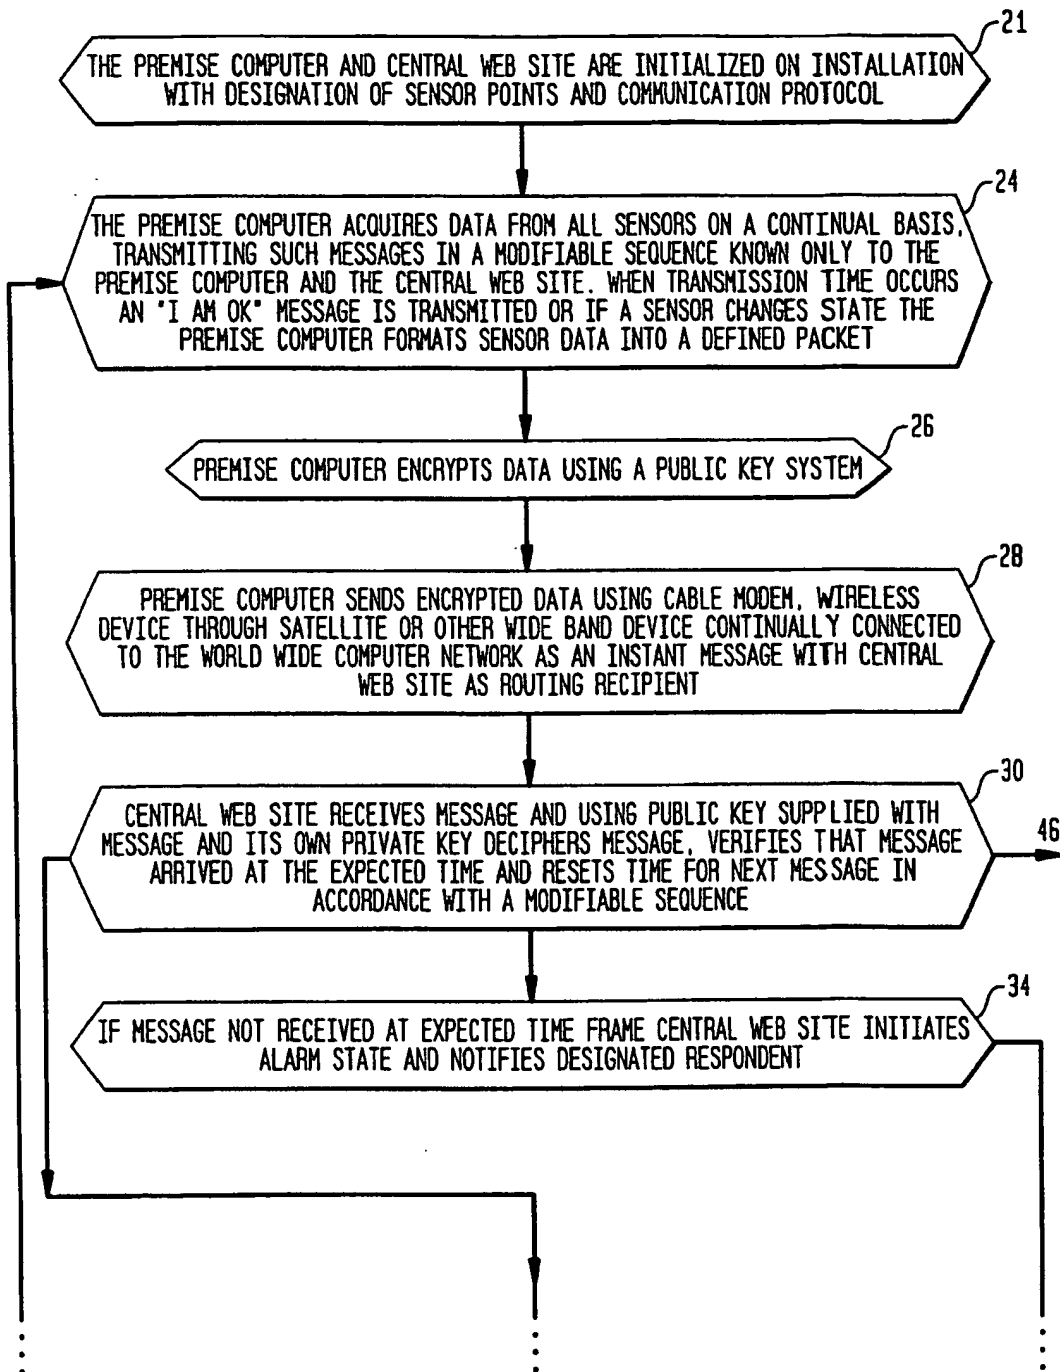 21
THE PREMISE COMPUTER AND CENTRAL WEB SITE ARE INITIALIZED ON INSTALLATION
WITH DESIGNATION OF SENSOR POINTS AND COMMUNICATION PROTOCOL
24
THE PREMISE COMPUTER ACQUIRES DATA FROM ALL SENSORS ON A CONTINUAL BASIS,
TRANSMITTING SUCH MESSAGES IN A MODIFIABLE SEQUENCE KNOWN ONLY TO THE
PREMISE COMPUTER AND THE CENTRAL WEB SITE. WHEN TRANSMISSION TIME OCCURS
AN "I AM OK" MESSAGE IS TRANSMITTED OR IF A SENSOR CHANGES STATE THE
PREMISE COMPUTER FORMATS SENSOR DATA INTO A DEFINED PACKET
26
PREMISE COMPUTER ENCRYPTS DATA USING A PUBLIC KEY SYSTEM
28
PREMISE COMPUTER SENDS ENCRYPTED DATA USING CABLE MODEM, WIRELESS
DEVICE THROUGH SATELLITE OR OTHER WIDE BAND DEVICE CONTINUALLY CONNECTED
TO THE WORLD WIDE COMPUTER NETWORK AS AN INSTANT MESSAGE WITH CENTRAL
WEB SITE AS ROUTING RECIPIENT
30
CENTRAL WEB SITE RECEIVES MESSAGE AND USING PUBLIC KEY SUPPLIED WITH
MESSAGE AND ITS OWN PRIVATE KEY DECIPHERS MESSAGE, VERIFIES THAT MESSAGE
ARRIVED AT THE EXPECTED TIME AND RESETS TIME FOR NEXT MESSAGE IN
ACCORDANCE WITH A MODIFIABLE SEQUENCE
46
34
IF MESSAGE NOT RECEIVED AT EXPECTED TIME FRAME CENTRAL WEB SITE INITIATES
ALARM STATE AND NOTIFIES DESIGNATED RESPONDENT